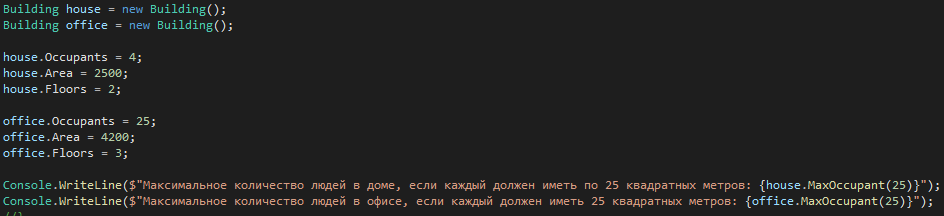 Building house = new Building();
Building office = new Building();
house.Occupants = 4;
house.Area = 2500;
house.Floors = 2;
office.Occupants = 25;
office.Area = 4200;
office.Floors = 3;
Console.WriteLine($"Максимальное количество людей в доме, если каждый должен иметь по 25 квадратных метров: {house.MaxOccupant(25)}");
Console.WriteLine($"Максимальное количество людей в офисе, если каждый должен иметь 25 квадратных метров: {office.MaxOccupant(25)}");